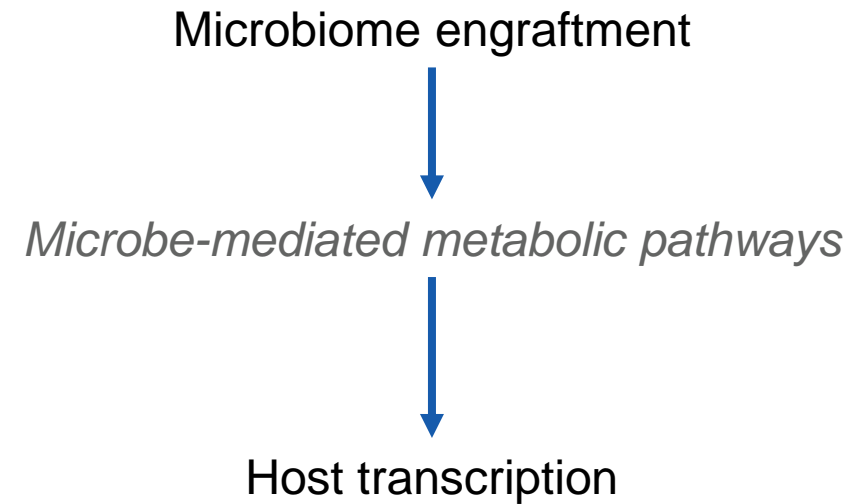 Microbiome engraftment
Microbe-mediated metabolic pathways
Host transcription